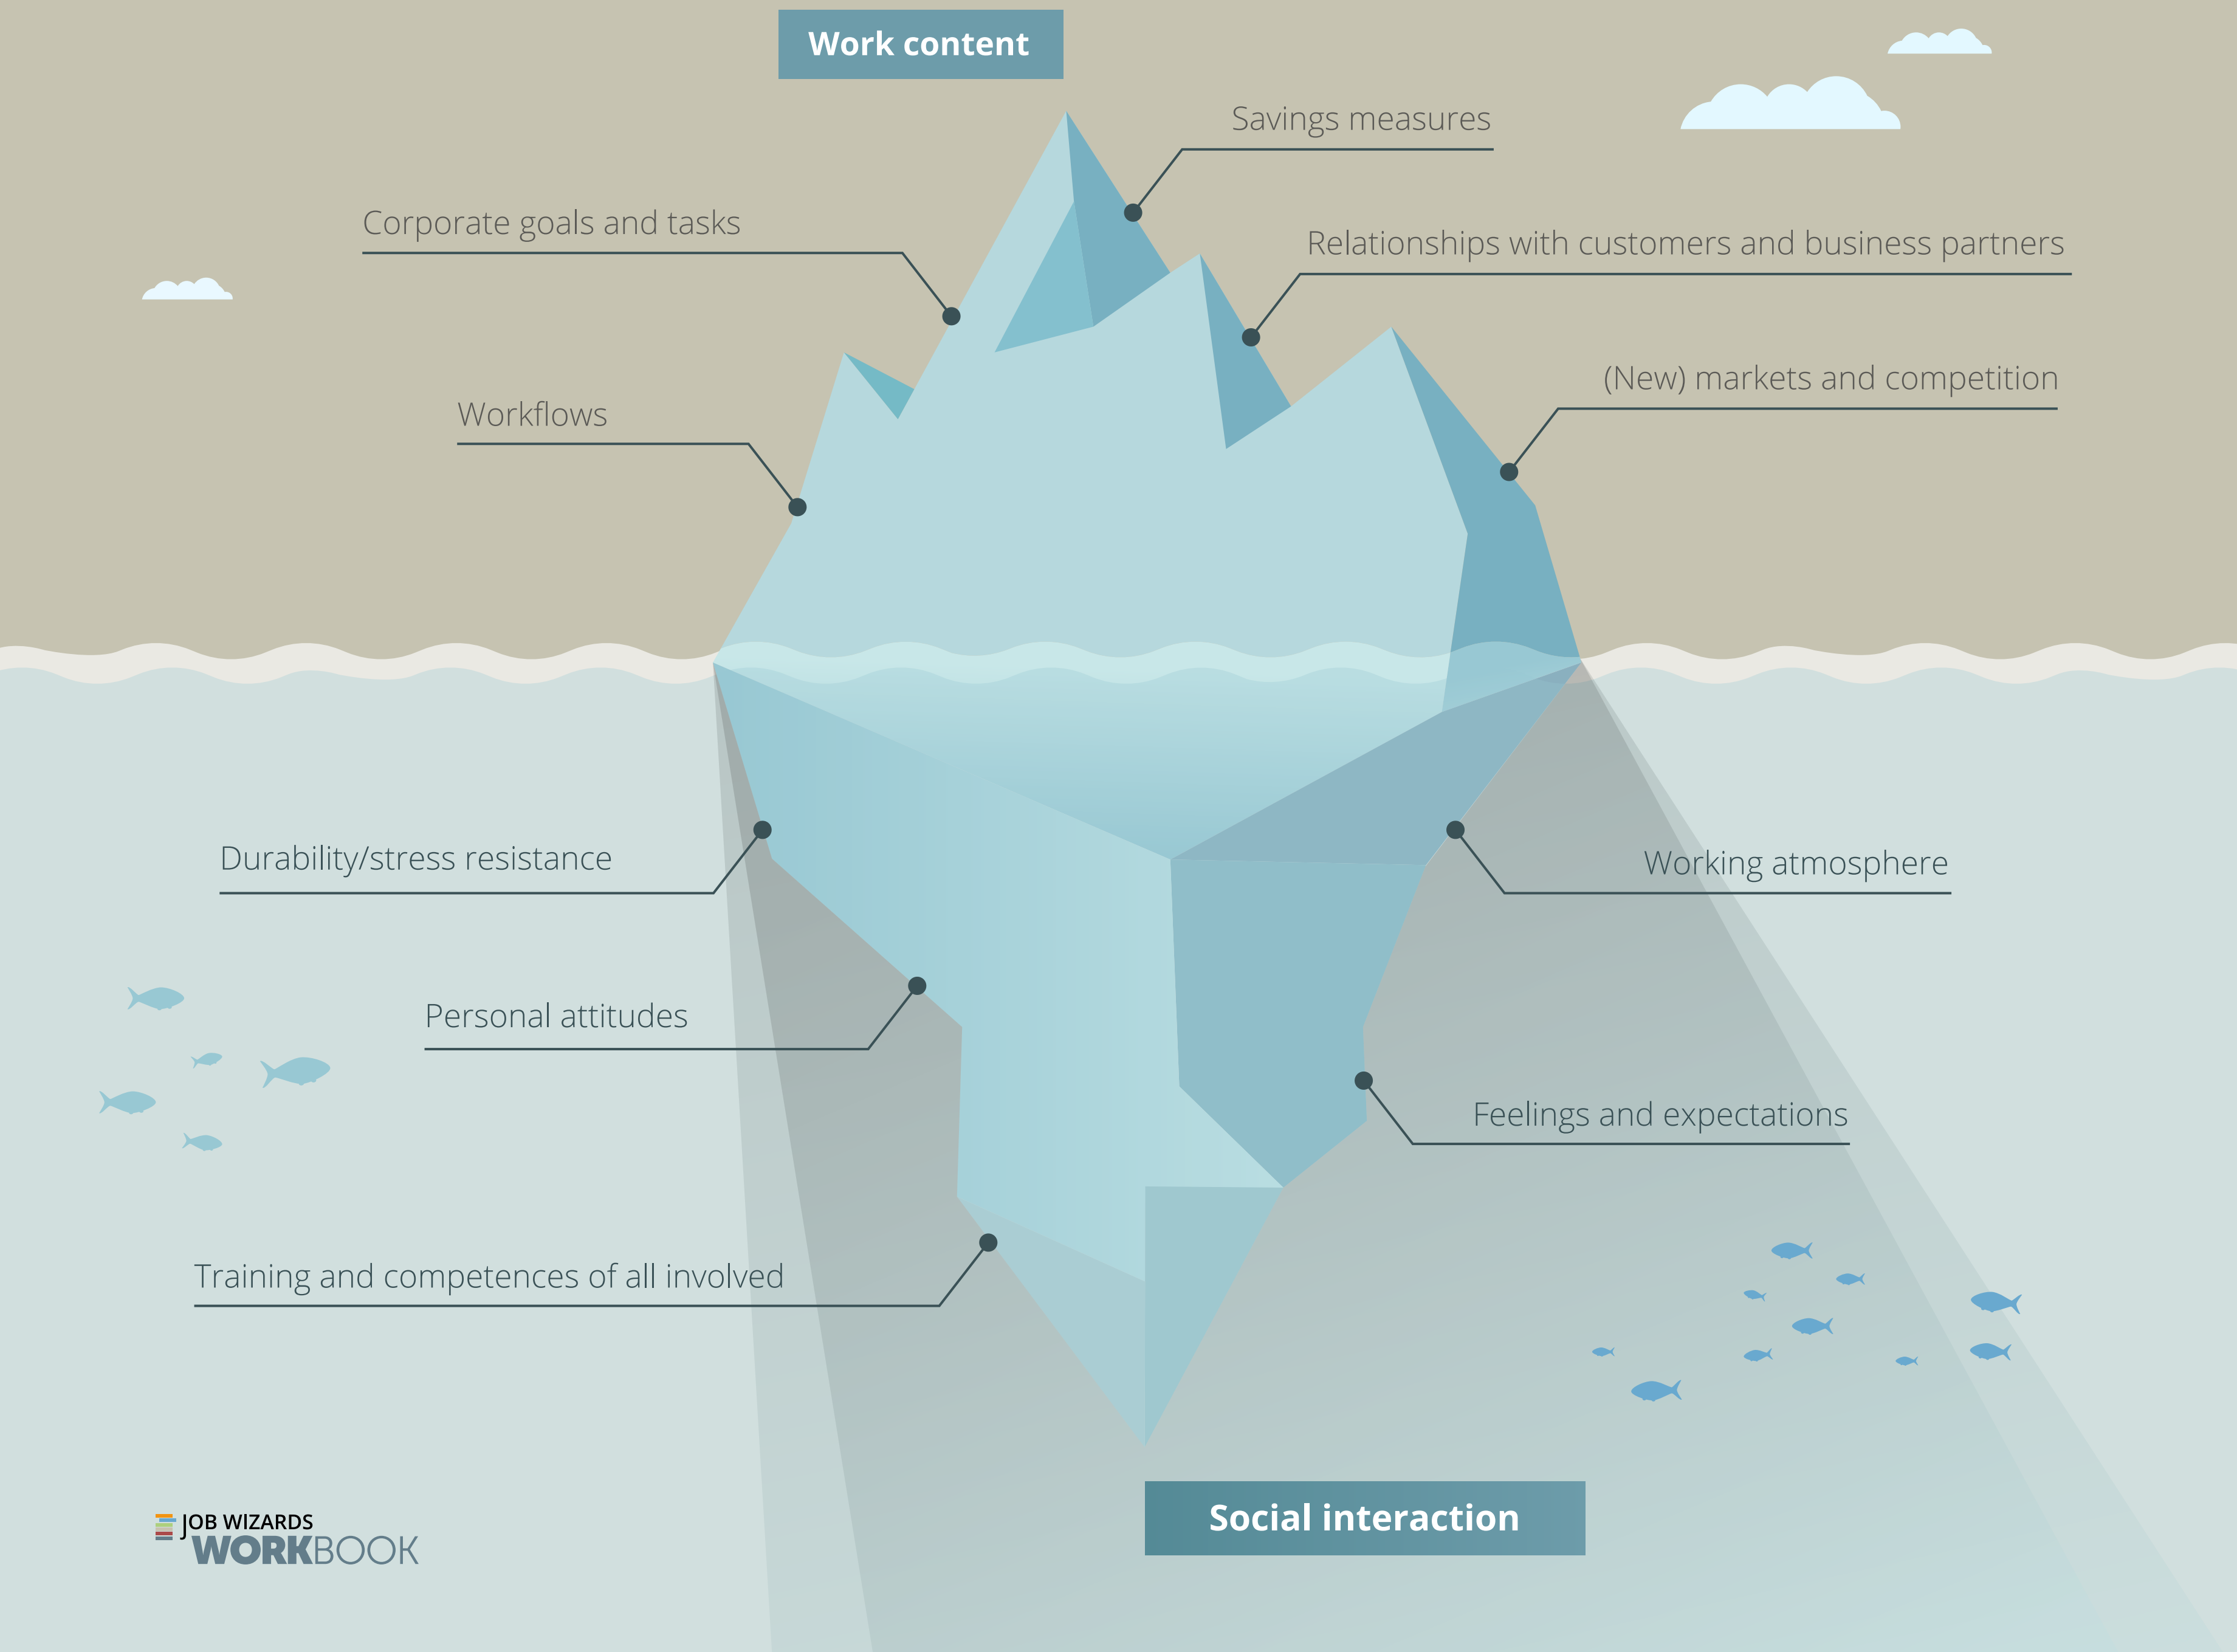 Work content
Savings measures
Corporate goals and tasks
Relationships with customers and business partners
(New) markets and competition
Workflows
Durability/stress resistance
Working atmosphere
Personal attitudes
Feelings and expectations
Training and competences of all involved
Social interaction
JOB WIZARDS
WORKBOOK